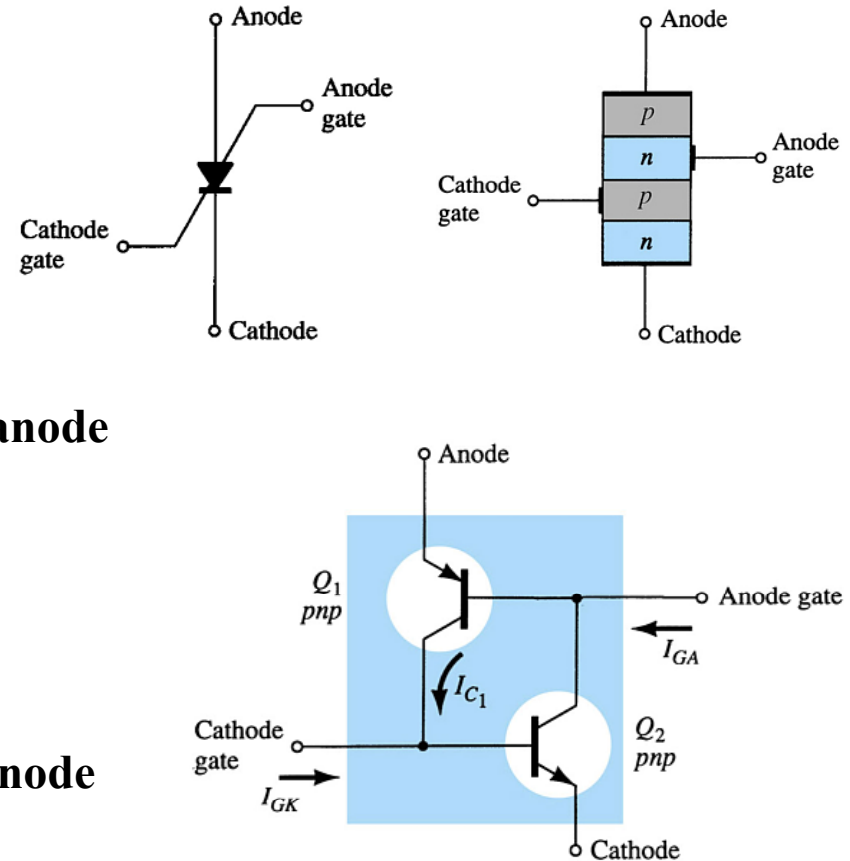 Anode
Anode
gate
Cathode
gate
Cathode
Anode
p
n
p
n
Anode
gate
Cathode
gate
Cathode
anode
Anode
Q1
pnp
Anode gate
IGA
IC1
Cathode
gate
IGK
Q2
pnp
node
Cathode